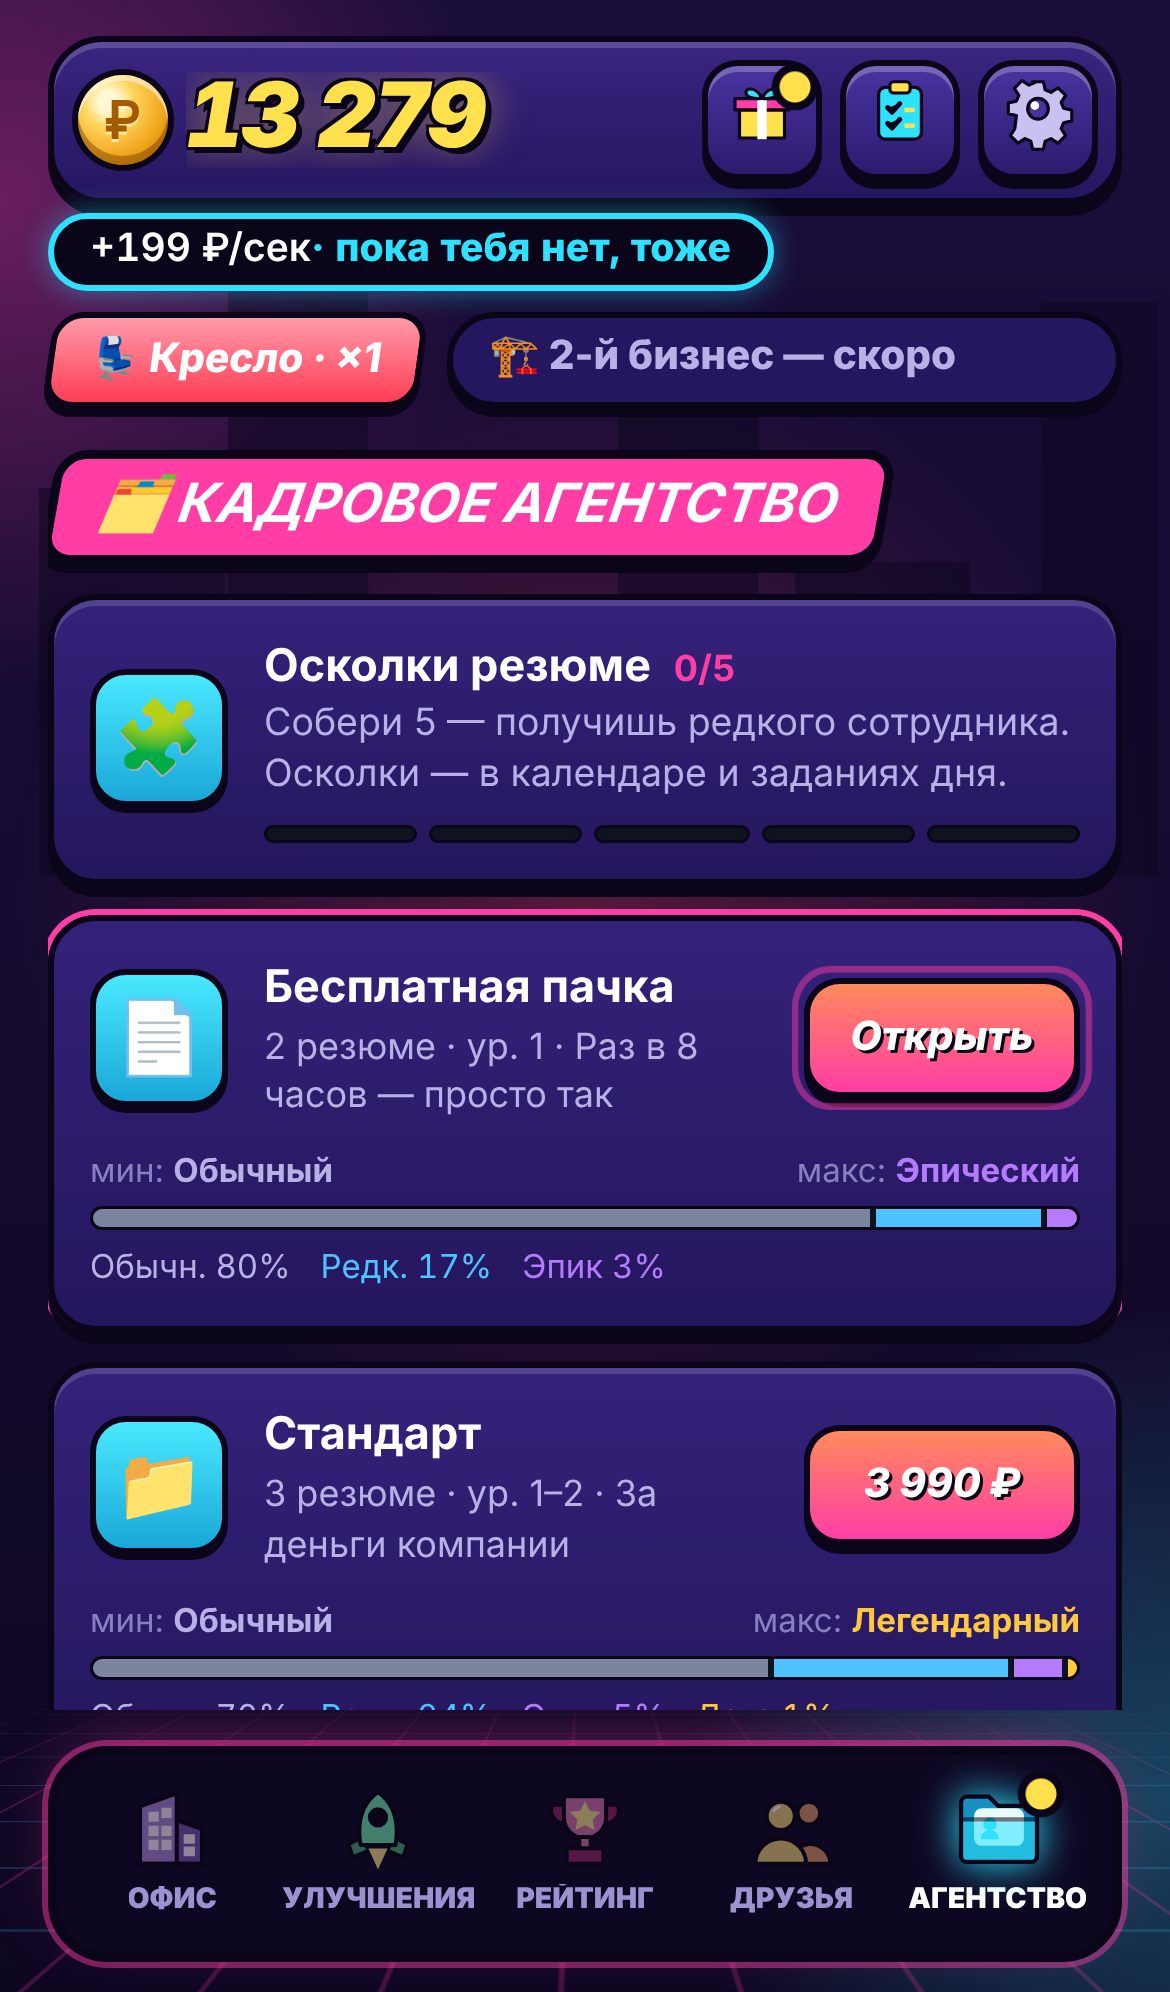 13 279
+199 ₽/сек· пока тебя нет, тоже
Кресло · ×1
2-й бизнес — скоро
КАДРОВОЕ АГЕНТСТВО
Осколки резюме 0/5
Собери 5 — получишь редкого сотрудника.
Осколки — в календаре и заданиях дня.
Бесплатная пачка
2 резюме · ур. 1 · Раз в 8
часов — просто так
Открыть
мин: Обычный
макс: Эпический
Обычн. 80% Редк. 17% Эпик 3%
Стандарт
3 резюме · ур. 1–2 · За
деньги компании
3 990 ₽
мин: Обычный
макс: Легендарный
ОФИС
УЛУЧШЕНИЯ
РЕЙТИНГ
ДРУЗЬЯ
АГЕНТСТВО